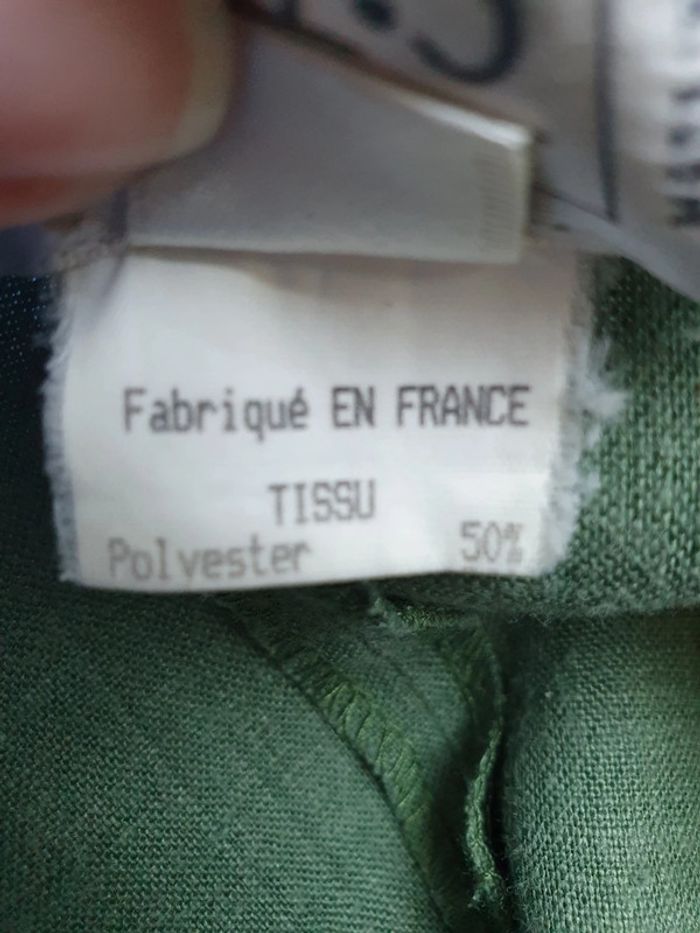 Fabriqué EN FRANCE
TISSU
Polyester 50%